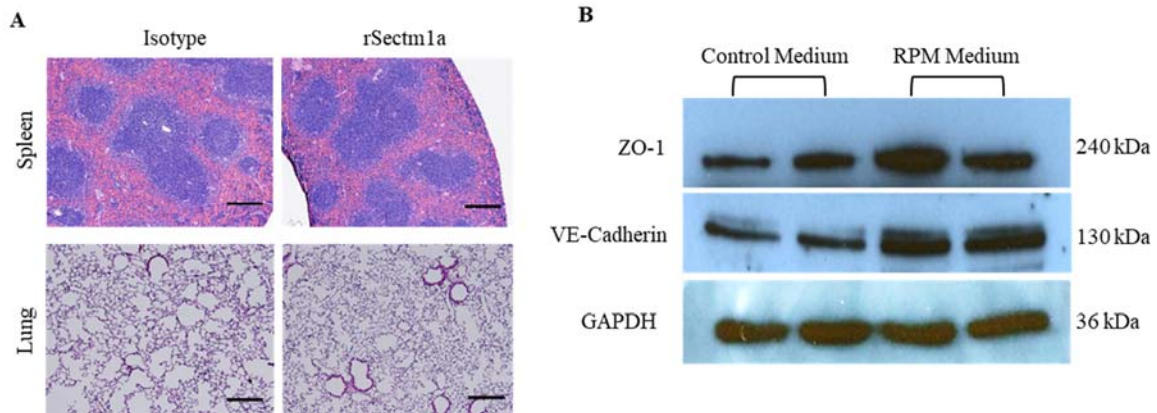 A
Isotype
rSectm1a
Spleen
Lung
B
Control Medium
RPM Medium
ZO-1
240 kDa
VE-Cadherin
130 kDa
GAPDH
36 kDa